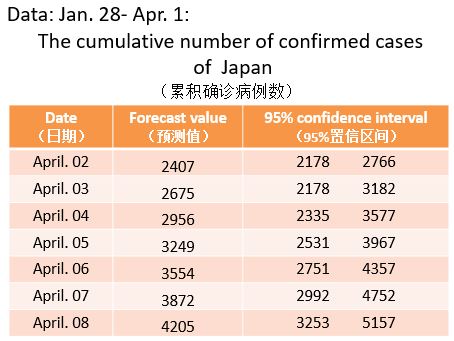 Data: Jan. 28- Apr. 1:
The cumulative number of confirmed cases
of Japan
（累积确诊病例数）
Date Forecast value 95% confidence interval
（日期） （预测值） （95%置信区间）
April. 02 2407 2178 2766
April. 03 2675 2178 3182
April. 04 2956 2335 3577
April. 05 3249 2531 3967
April. 06 3554 2751 4357
April. 07 3872 2992 4752
April. 08 4205 3253 5157